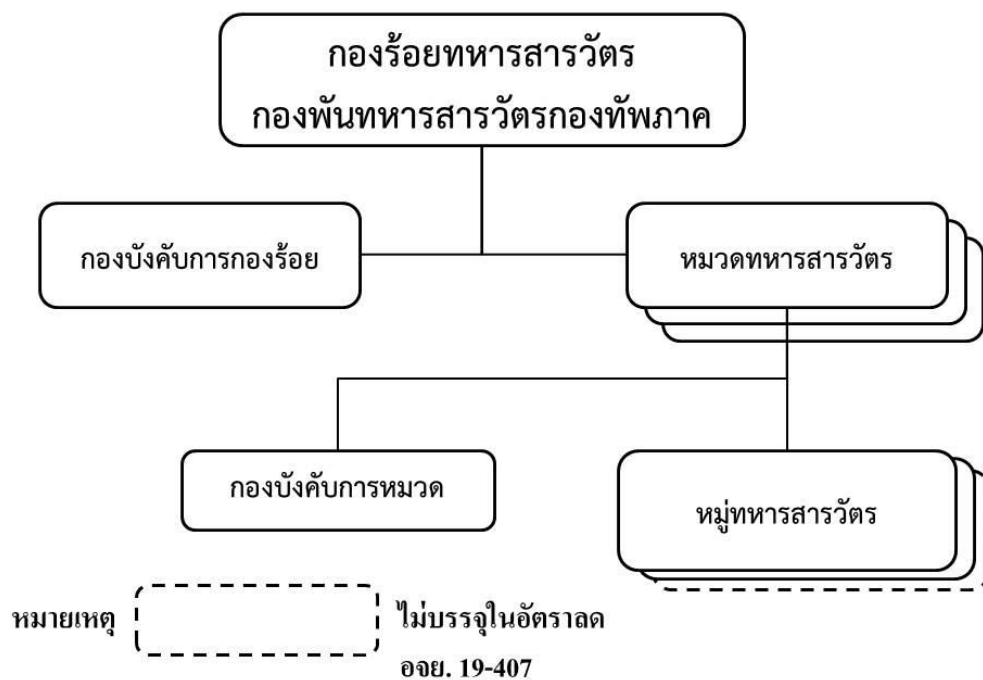 กองร้อยทหารสารวัตร
กองพันทหารสารวัตรกองทัพภาค
กองบังคับการกองร้อย
หมวดทหารสารวัตร
กองบังคับการหมวด
หมู่ทหารสารวัตร
หมายเหตุ ไม่บรรจุในอัตราลด
อจย. 19-407